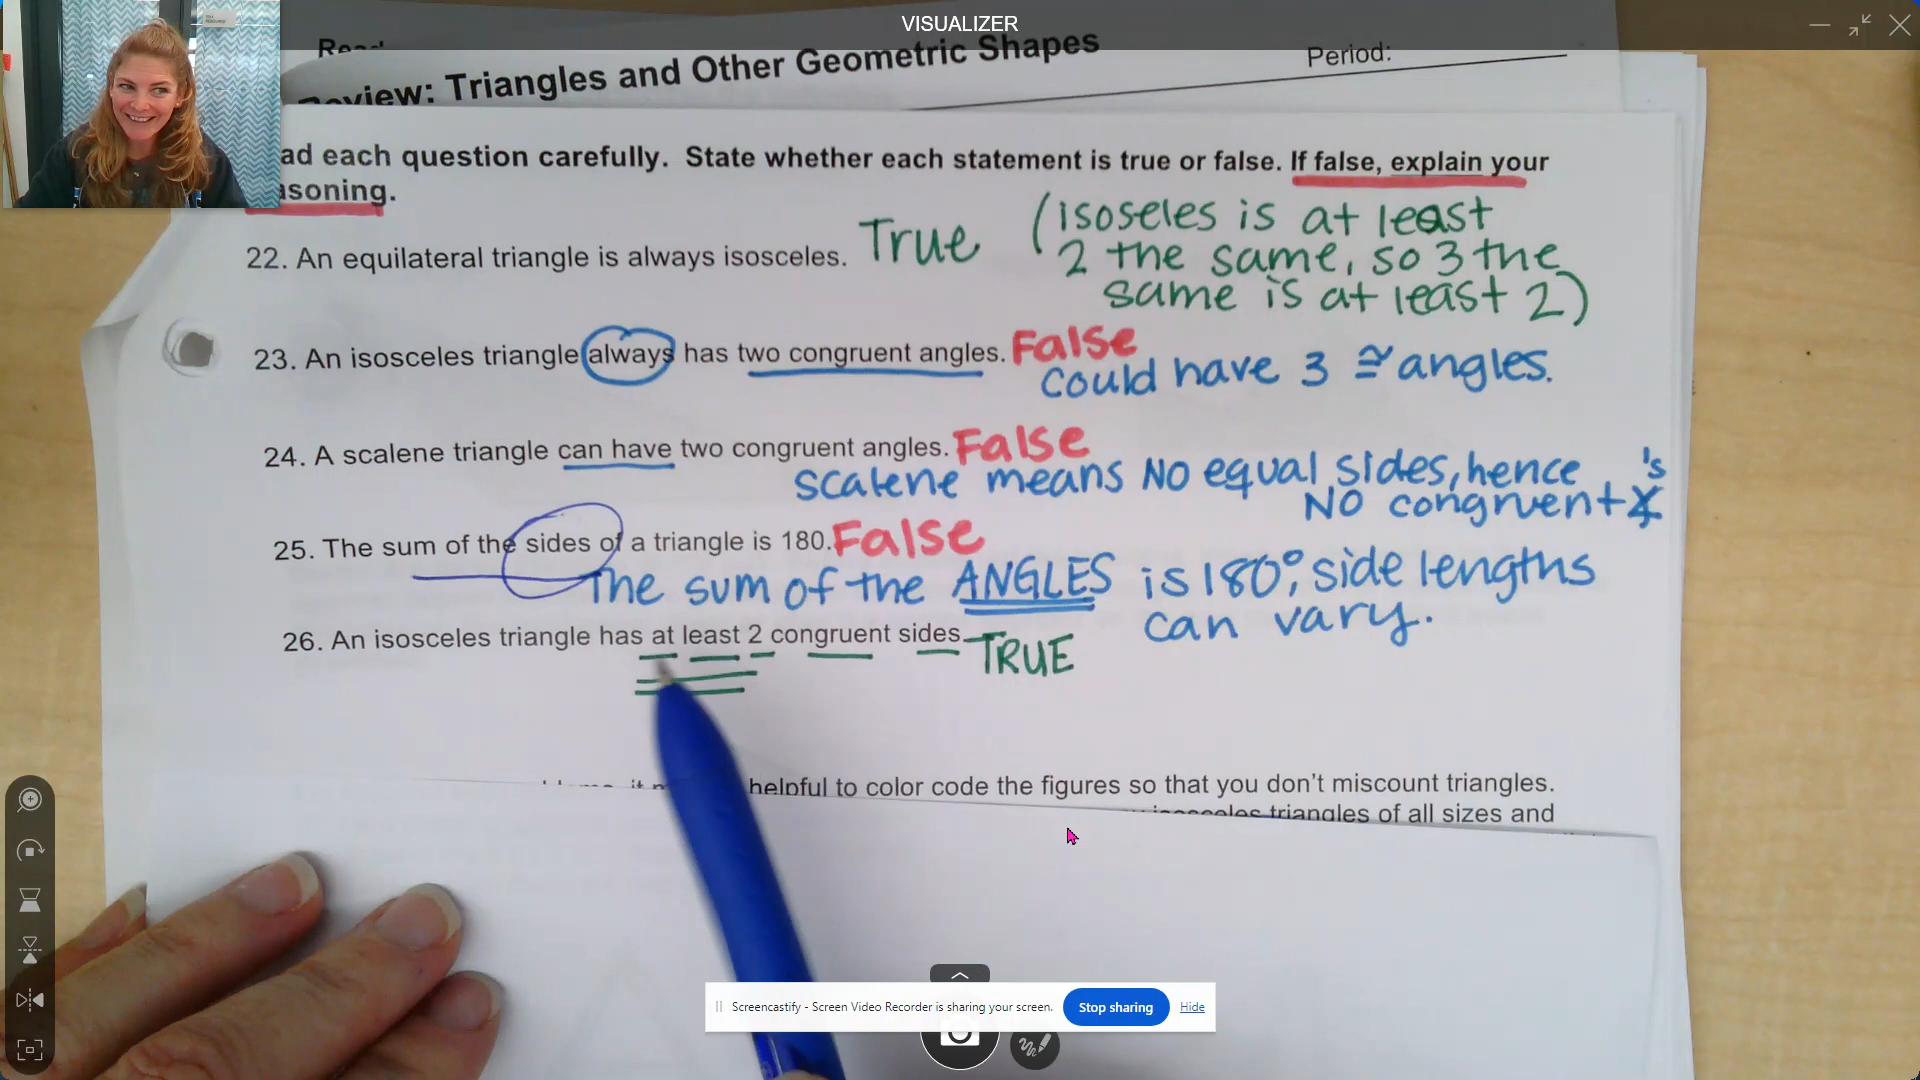 VISUALIZER
Review: Triangles and Other Geometric Shapes
Period:
ad each question carefully. State whether each statement is true or false. If false, explain your
asoning.
22. An equilateral triangle is always isosceles. True (isoseles is at least
2 the same, so 3 the
same is at least 2)
23. An isosceles triangle always has two congruent angles. False
could have 3 ≅ angles.
24. A scalene triangle can have two congruent angles. False
scalene means NO equal sides, hence
NO congruent ∡'s
25. The sum of the sides of a triangle is 180. False
The sum of the ANGLES is 180°, side lengths
can vary.
26. An isosceles triangle has at least 2 congruent sides. TRUE
helpful to color code the figures so that you don't miscount triangles.
isosceles triangles of all sizes and
Screencastify - Screen Video Recorder is sharing your screen. Stop sharing Hide